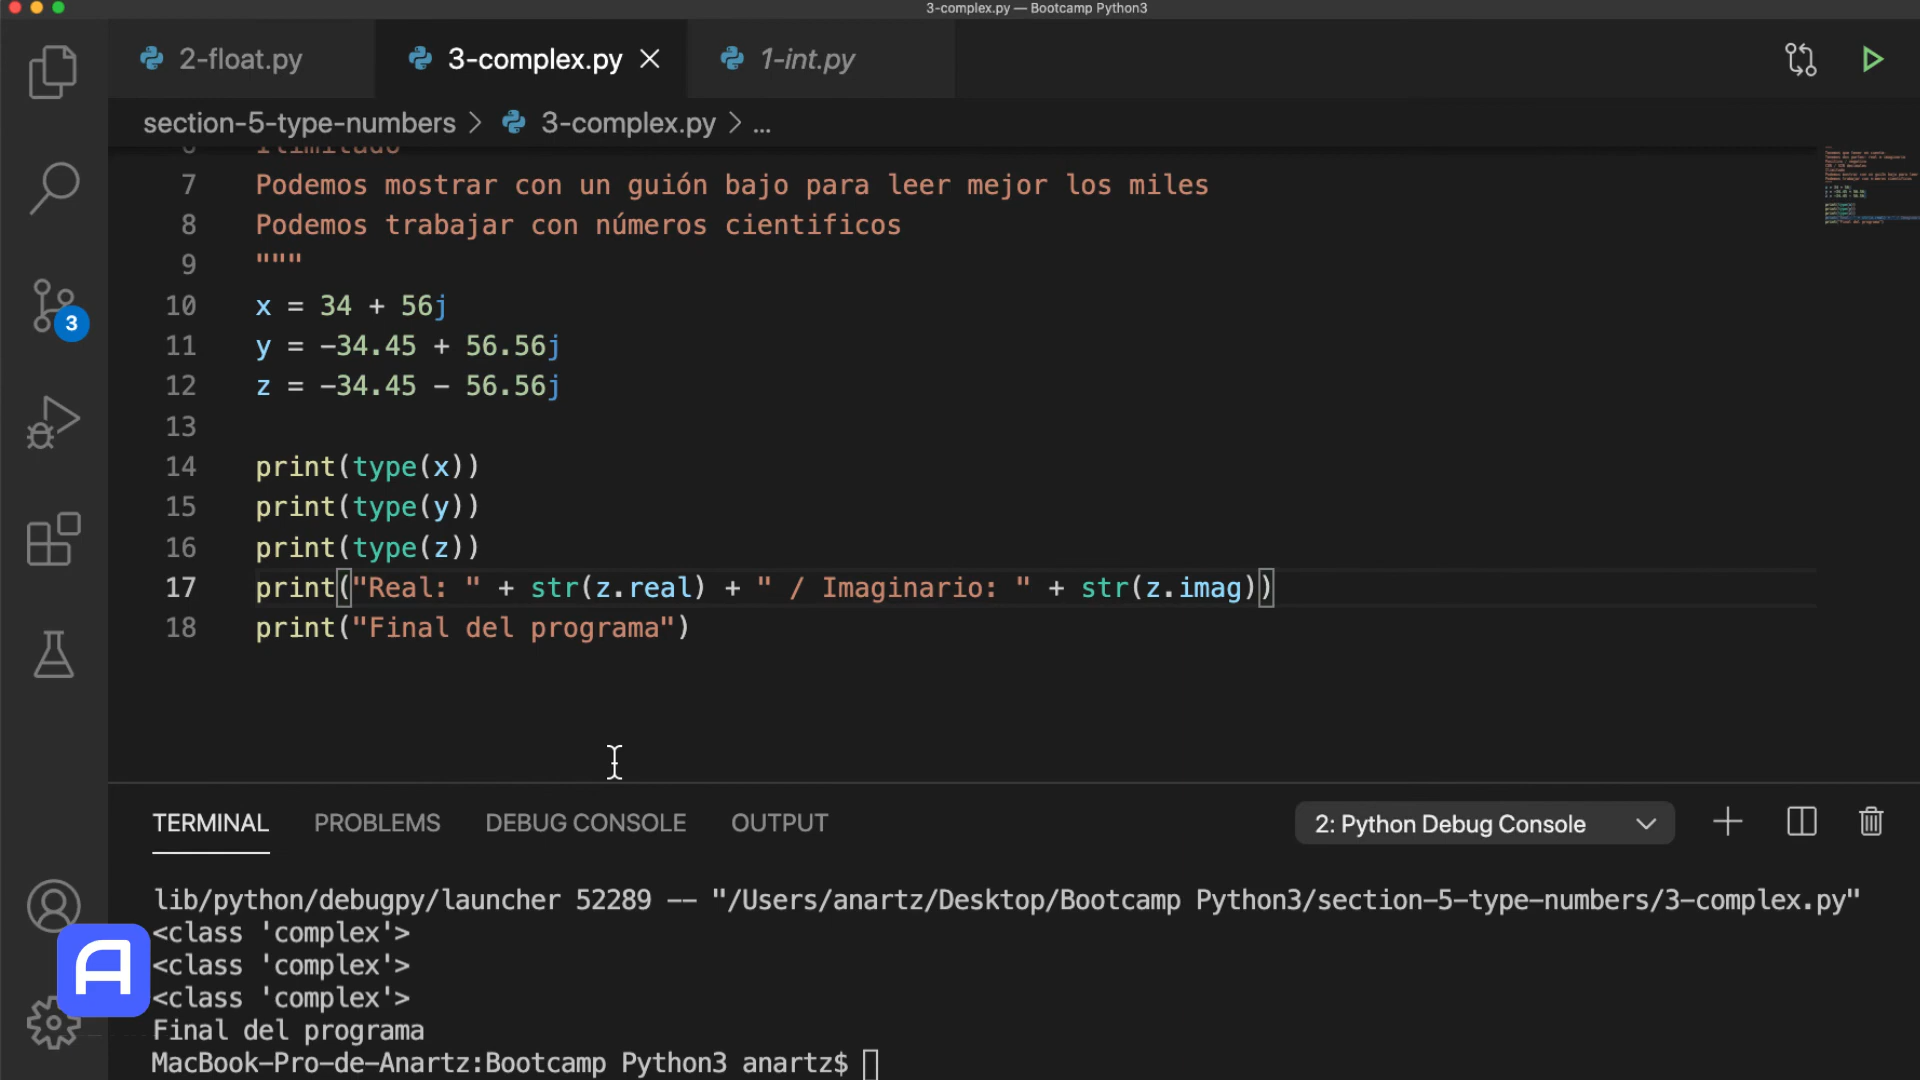 3-complex.py — Bootcamp Python3
2-float.py
3-complex.py
1-int.py
section-5-type-numbers > 3-complex.py > ...
6 Ilimitado
7 Podemos mostrar con un guión bajo para leer mejor los miles
8 Podemos trabajar con números cientificos
9 """
10 x = 34 + 56j
11 y = -34.45 + 56.56j
12 z = -34.45 - 56.56j
13
14 print(type(x))
15 print(type(y))
16 print(type(z))
17 print("Real: " + str(z.real) + " / Imaginario: " + str(z.imag))
18 print("Final del programa")
3
TERMINAL
PROBLEMS
DEBUG CONSOLE
OUTPUT
2: Python Debug Console
lib/python/debugpy/launcher 52289 -- "/Users/anartz/Desktop/Bootcamp Python3/section-5-type-numbers/3-complex.py"
<class 'complex'>
<class 'complex'>
<class 'complex'>
Final del programa
MacBook-Pro-de-Anartz:Bootcamp Python3 anartz$